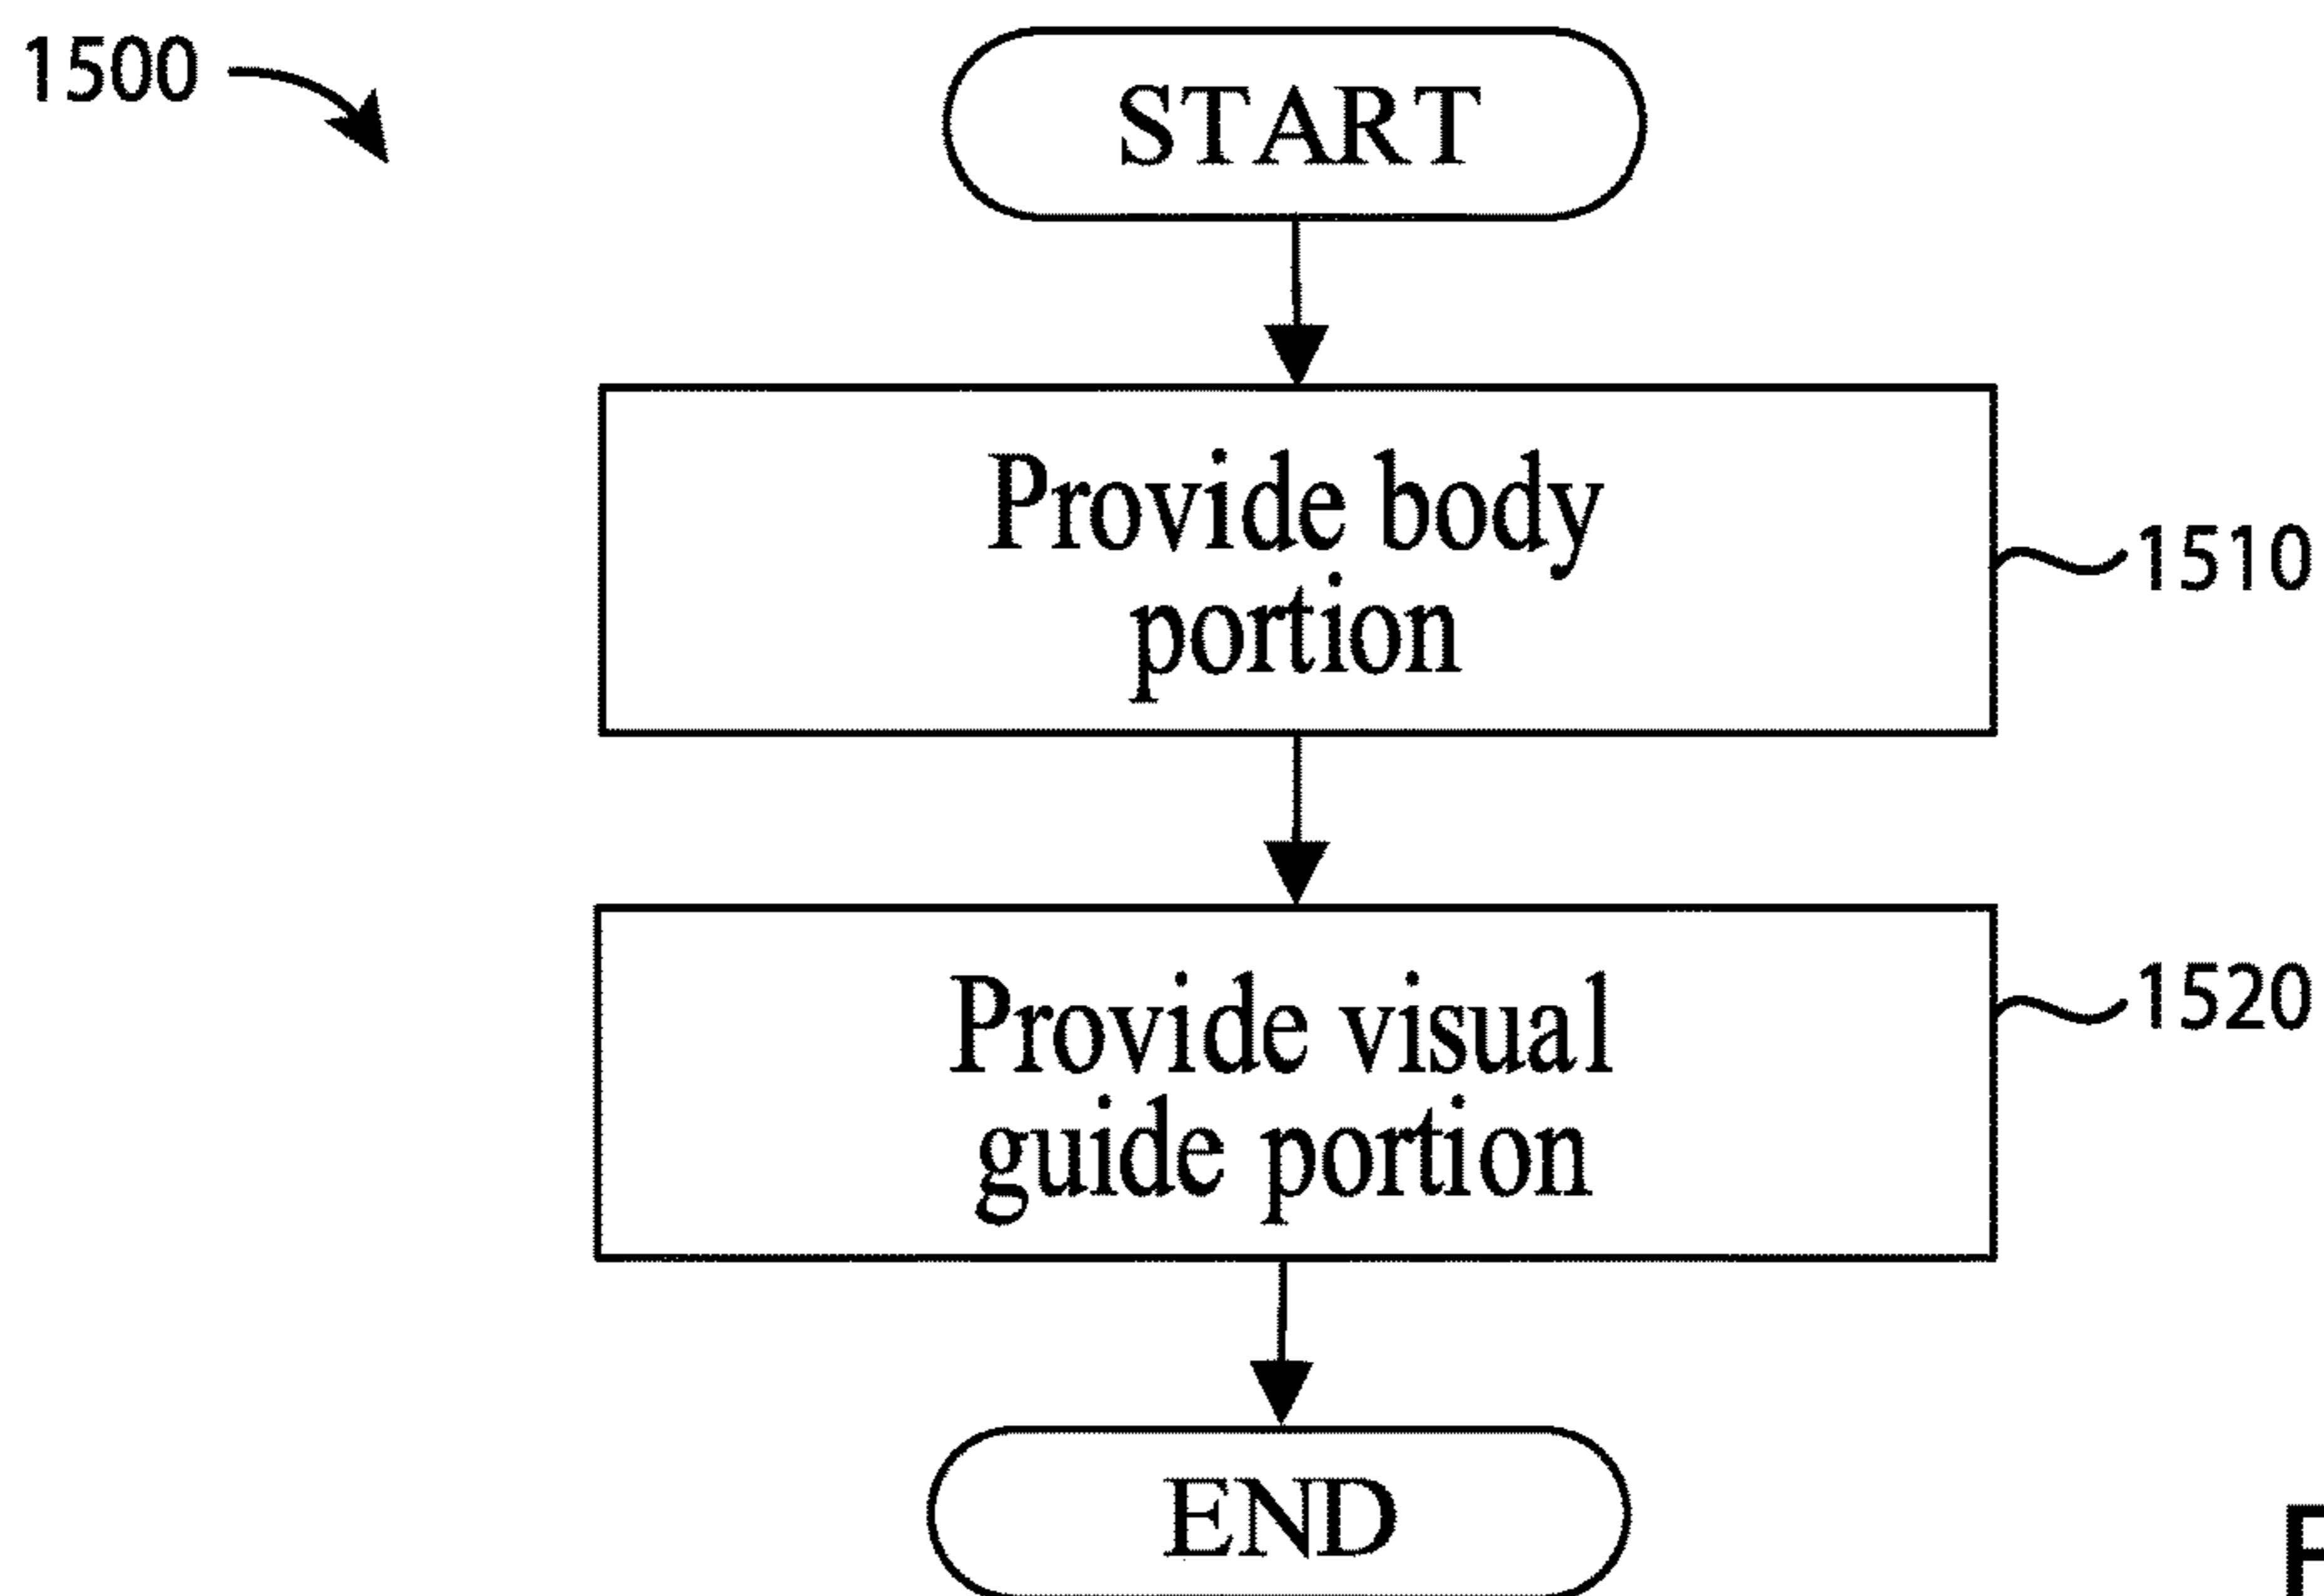 1500
START
Provide body
portion
1510
Provide visual
guide portion
1520
END